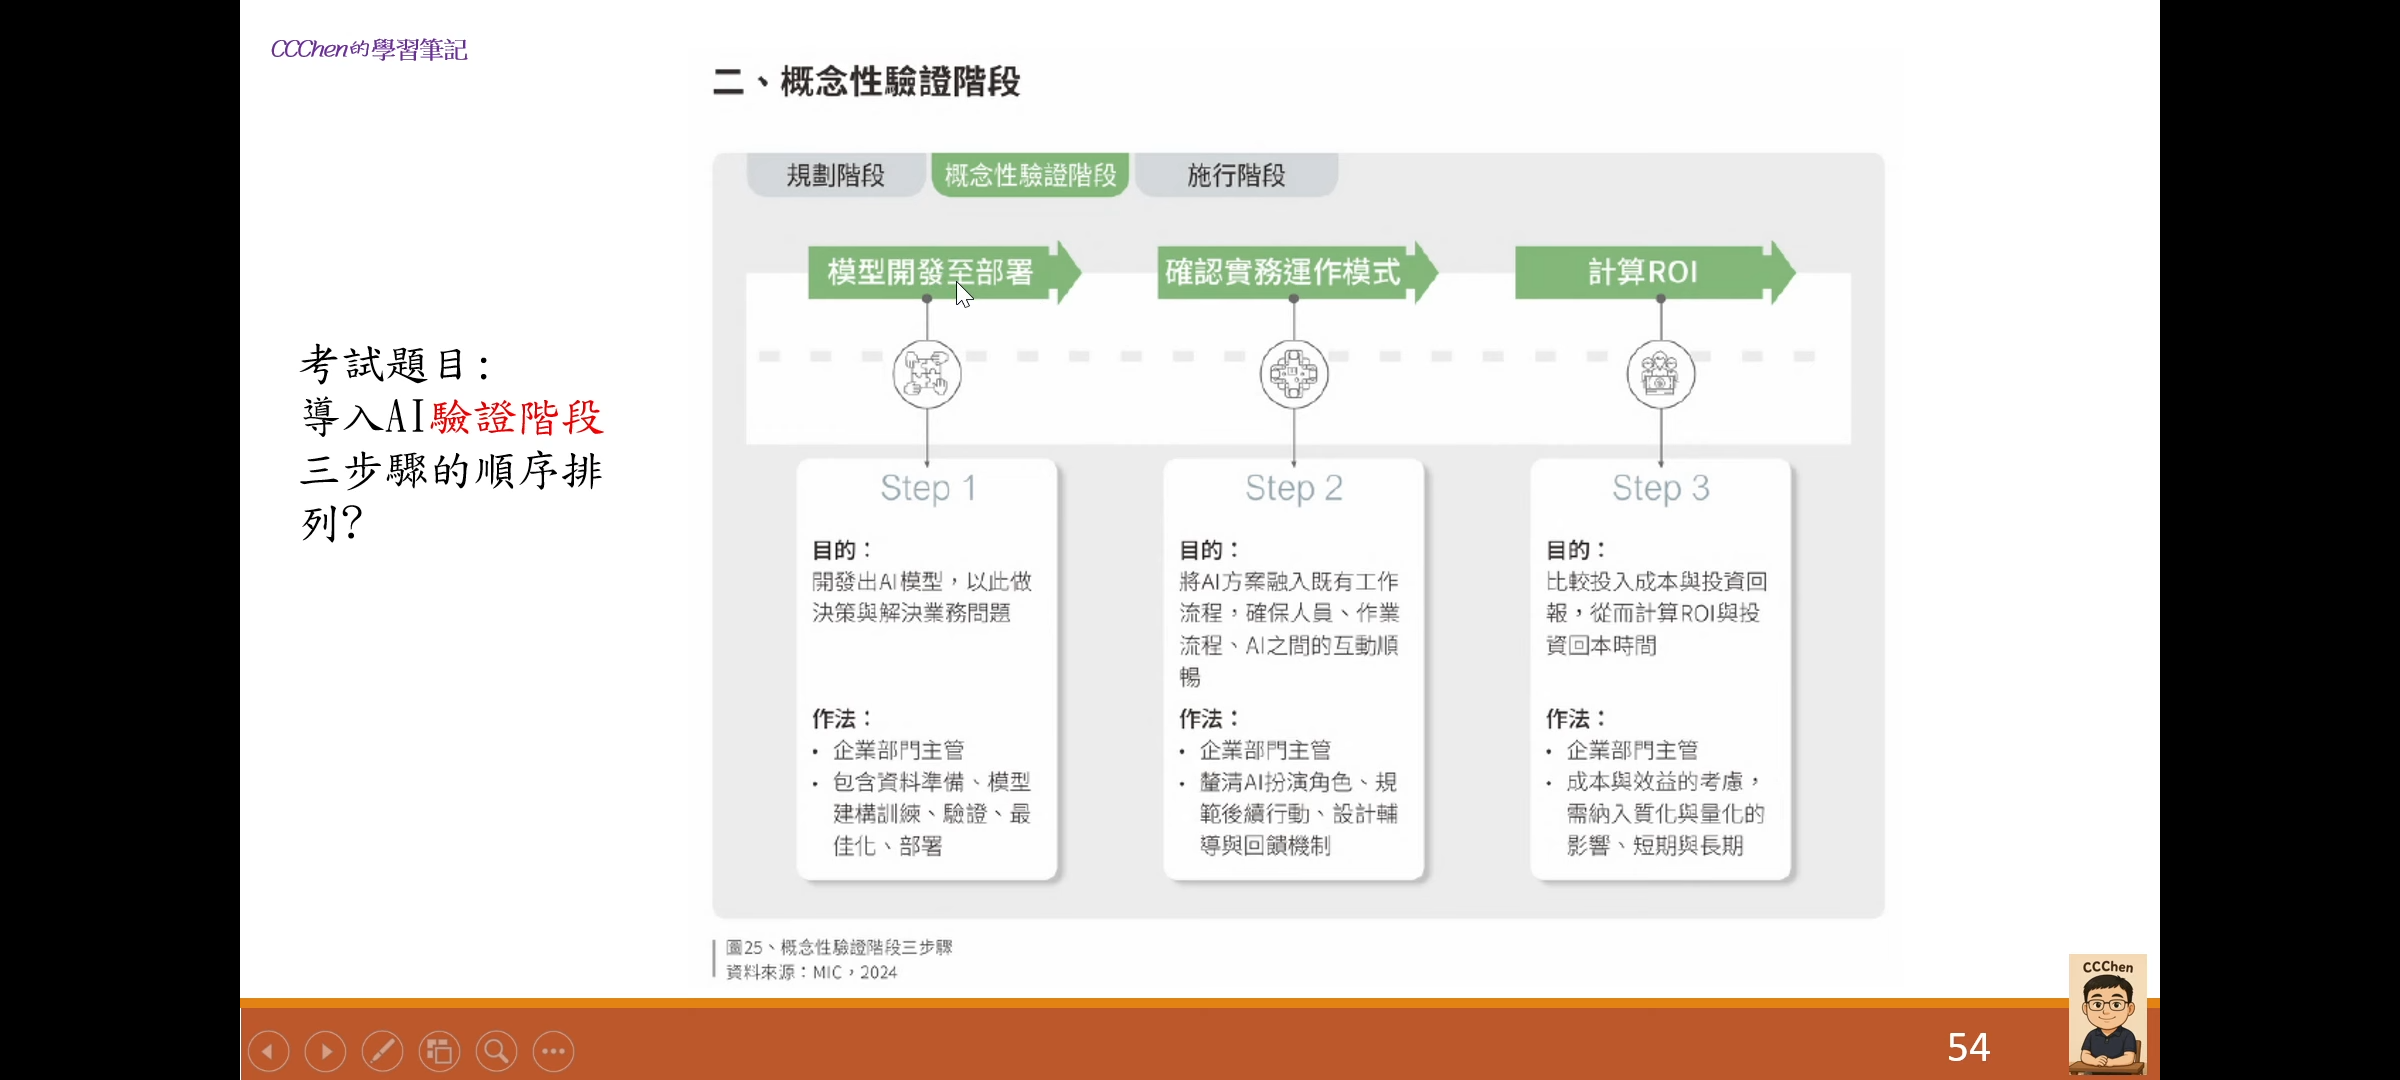 CCChen的學習筆記
二、概念性驗證階段
規劃階段
概念性驗證階段
施行階段
模型開發至部署
確認實務運作模式
計算ROI
考試題目:
導入AI驗證階段
三步驟的順序排
列?
Step 1
目的：
開發出AI模型，以此做
決策與解決業務問題
作法：
• 企業部門主管
• 包含資料準備、模型
建構訓練、驗證、最
佳化、部署
Step 2
目的：
將AI方案融入既有工作
流程，確保人員、作業
流程、AI之間的互動順
暢
作法：
• 企業部門主管
• 釐清AI扮演角色、規
範後續行動、設計輔
導與回饋機制
Step 3
目的：
比較投入成本與投資回
報，從而計算ROI與投
資回本時間
作法：
• 企業部門主管
• 成本與效益的考慮，
需納入質化與量化的
影響、短期與長期
圖25、概念性驗證階段三步驟
資料來源：MIC，2024
CCChen
54